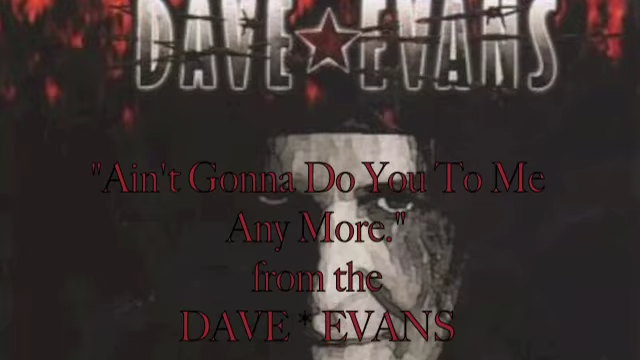 DAVE★EVANS
"Ain't Gonna Do You To Me
Any More."
from the
DAVE * EVANS